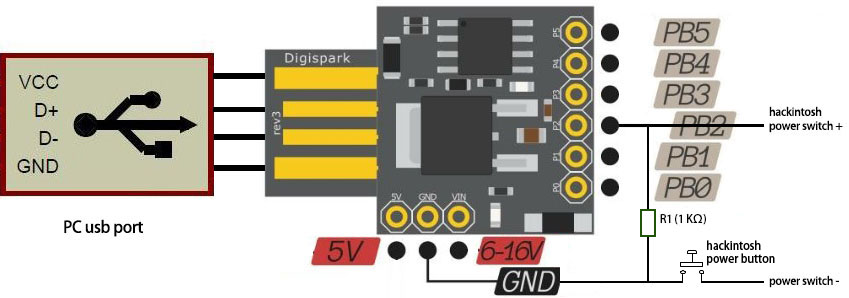 VCC
D+
D-
GND
PC usb port
Digispark
rev3
P5
P4
P3
P2
P1
P0
5V
GND
VIN
PB5
PB4
PB3
PB2
PB1
PB0
5V
6-16V
GND
hackintosh
power switch +
R1 (1 KΩ)
hackintosh
power button
power switch -